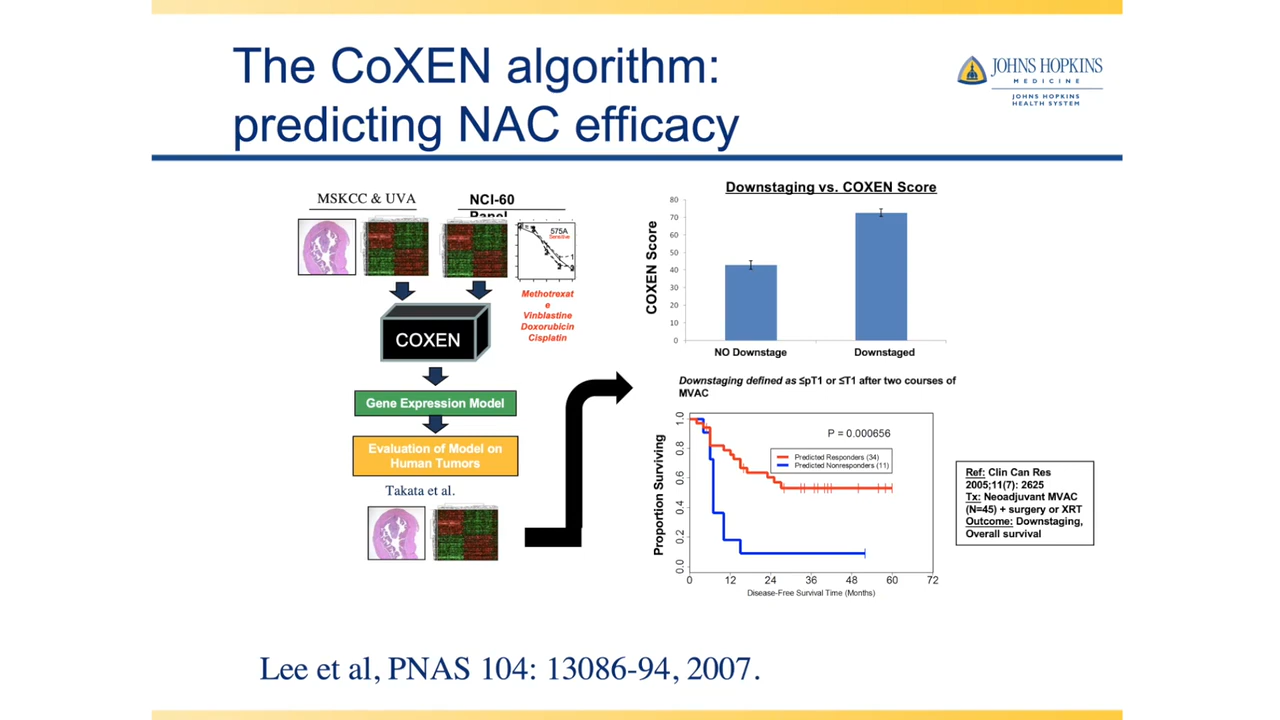 The CoXEN algorithm:
predicting NAC efficacy
JOHNS HOPKINS
MEDICINE
JOHNS HOPKINS
HEALTH SYSTEM
MSKCC & UVA
NCI-60
Panel
575A
Sensitive
Methotrexat
e
Vinblastine
Doxorubicin
Cisplatin
COXEN
Gene Expression Model
Evaluation of Model on
Human Tumors
Takata et al.
Downstaging vs. COXEN Score
COXEN Score
80
70
60
50
40
30
20
10
0
NO Downstage
Downstaged
Downstaging defined as ≤pT1 or ≤T1 after two courses of
MVAC
Proportion Surviving
1.0
0.8
0.6
0.4
0.2
0.0
P = 0.000656
Predicted Responders (34)
Predicted Nonresponders (11)
0 12 24 36 48 60 72
Disease-Free Survival Time (Months)
Ref: Clin Can Res
2005;11(7): 2625
Tx: Neoadjuvant MVAC
(N=45) + surgery or XRT
Outcome: Downstaging,
Overall survival
Lee et al, PNAS 104: 13086-94, 2007.